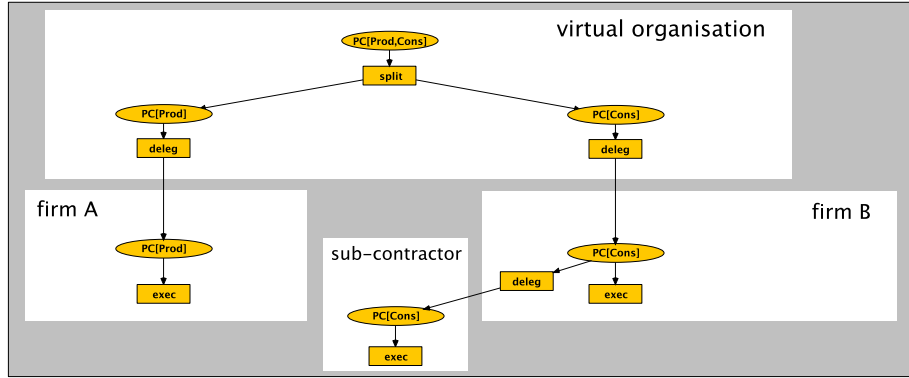 virtual organisation
PC[Prod,Cons]
split
PC[Prod]
PC[Cons]
deleg
deleg
firm A
firm B
PC[Prod]
sub-contractor
PC[Cons]
deleg
exec
exec
PC[Cons]
exec